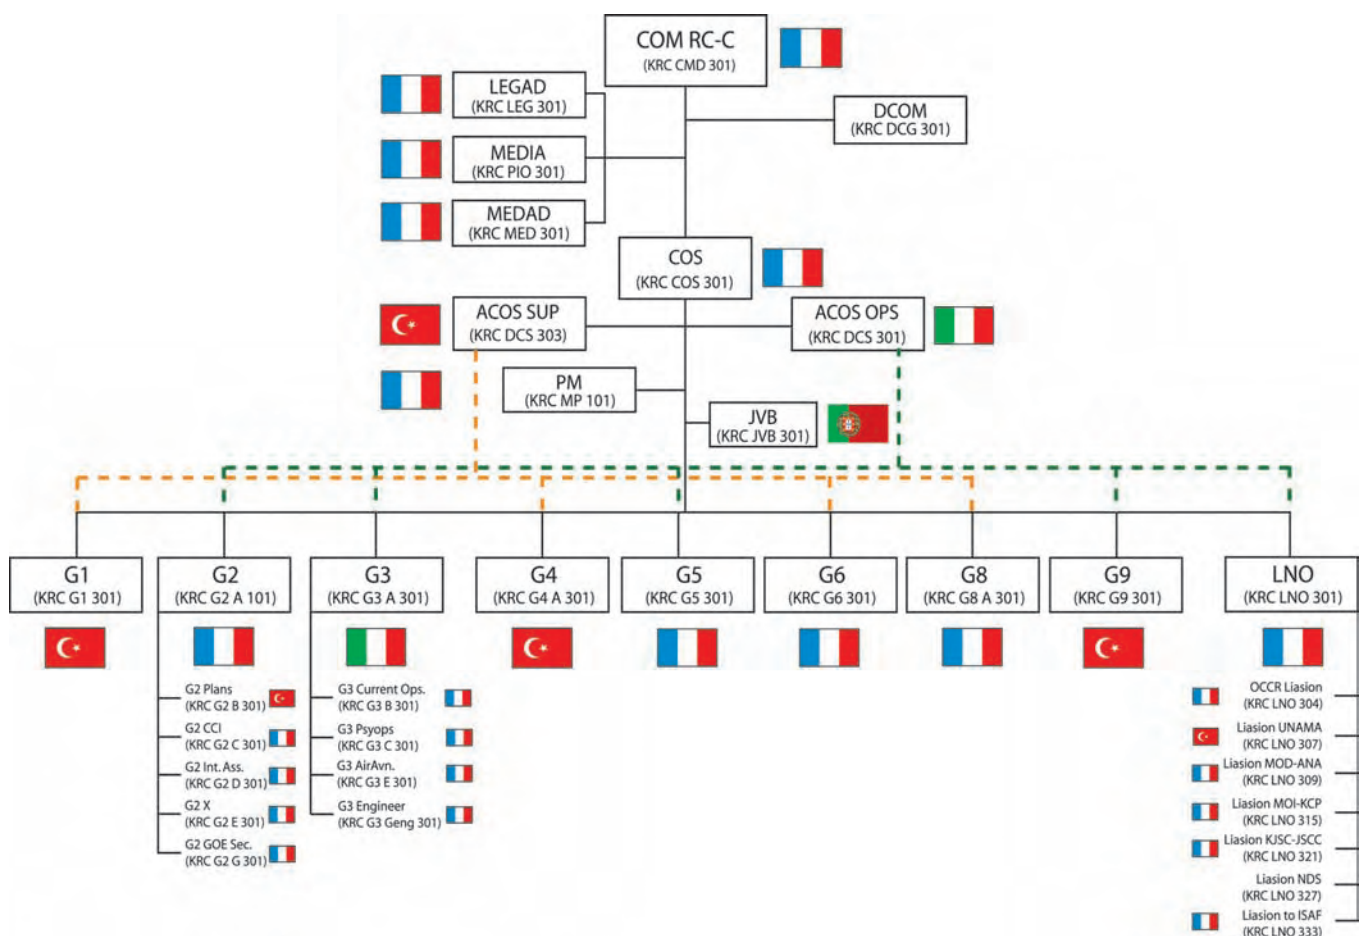 COM RC-C
(KRC CMD 301)
LEGAD
(KRC LEG 301)
DCOM
(KRC DCG 301)
MEDIA
(KRC PIO 301)
MEDAD
(KRC MED 301)
COS
(KRC COS 301)
ACOS SUP
(KRC DCS 303)
ACOS OPS
(KRC DCS 301)
PM
(KRC MP 101)
JVB
(KRC JVB 301)
G1
(KRC G1 301)
G2
(KRC G2 A 101)
G3
(KRC G3 A 301)
G4
(KRC G4 A 301)
G5
(KRC G5 301)
G6
(KRC G6 301)
G8
(KRC G8 A 301)
G9
(KRC G9 301)
LNO
(KRC LNO 301)
G2 Plans
(KRC G2 B 301)
G2 CCI
(KRC G2 C 301)
G2 Int. Ass.
(KRC G2 D 301)
G2 X
(KRC G2 E 301)
G2 GOE Sec.
(KRC G2 G 301)
G3 Current Ops.
(KRC G3 B 301)
G3 Psyops
(KRC G3 C 301)
G3 AirAvn.
(KRC G3 E 301)
G3 Engineer
(KRC G3 Geng 301)
OCCR Liasion
(KRC LNO 304)
Liasion UNAMA
(KRC LNO 307)
Liasion MOD-ANA
(KRC LNO 309)
Liasion MOI-KCP
(KRC LNO 315)
Liasion KJSC-JSCC
(KRC LNO 321)
Liasion NDS
(KRC LNO 327)
Liasion to ISAF
(KRC LNO 333)